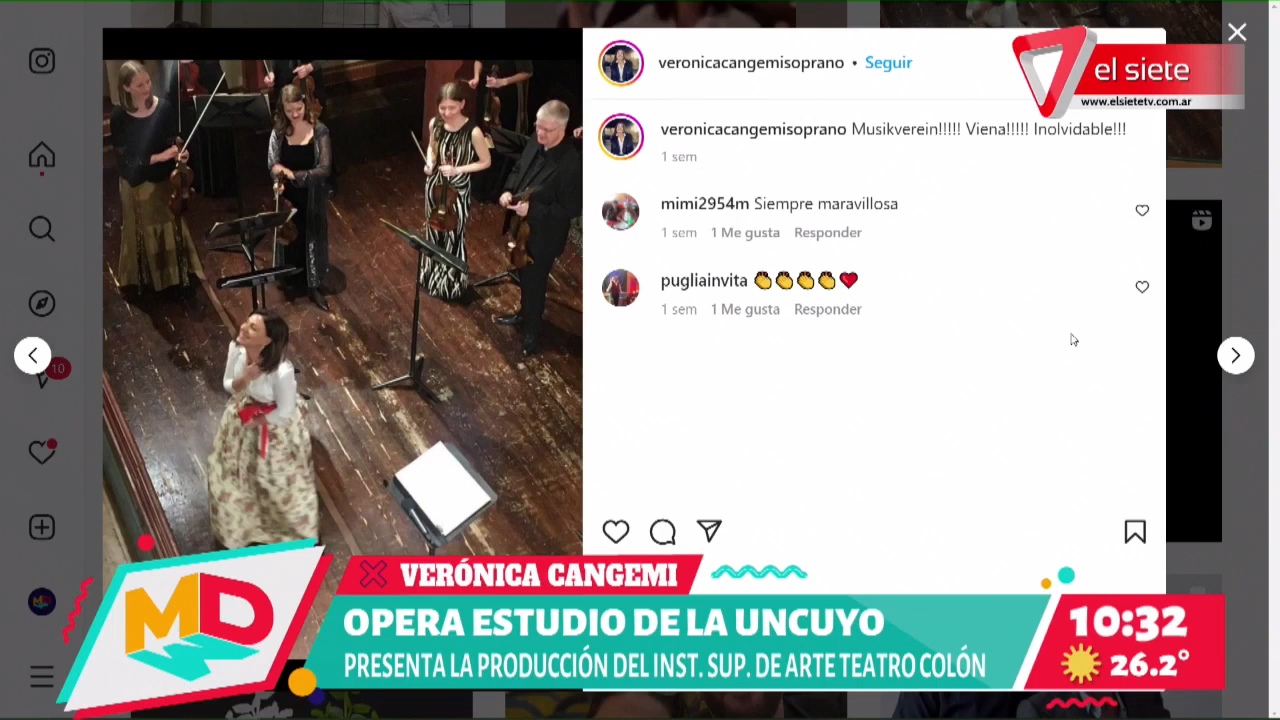 veronicacangemisoprano • Seguir
el siete
www.elsietetv.com.ar
veronicacangemisoprano Musikverein!!!!! Viena!!!!! Inolvidable!!!
1 sem
mimi2954m Siempre maravillosa
1 sem 1 Me gusta Responder
pugliainvita 👏👏👏👏❤️
1 sem 1 Me gusta Responder
10
VERÓNICA CANGEMI
MD
OPERA ESTUDIO DE LA UNCUYO
PRESENTA LA PRODUCCIÓN DEL INST. SUP. DE ARTE TEATRO COLÓN
10:32
26.2°